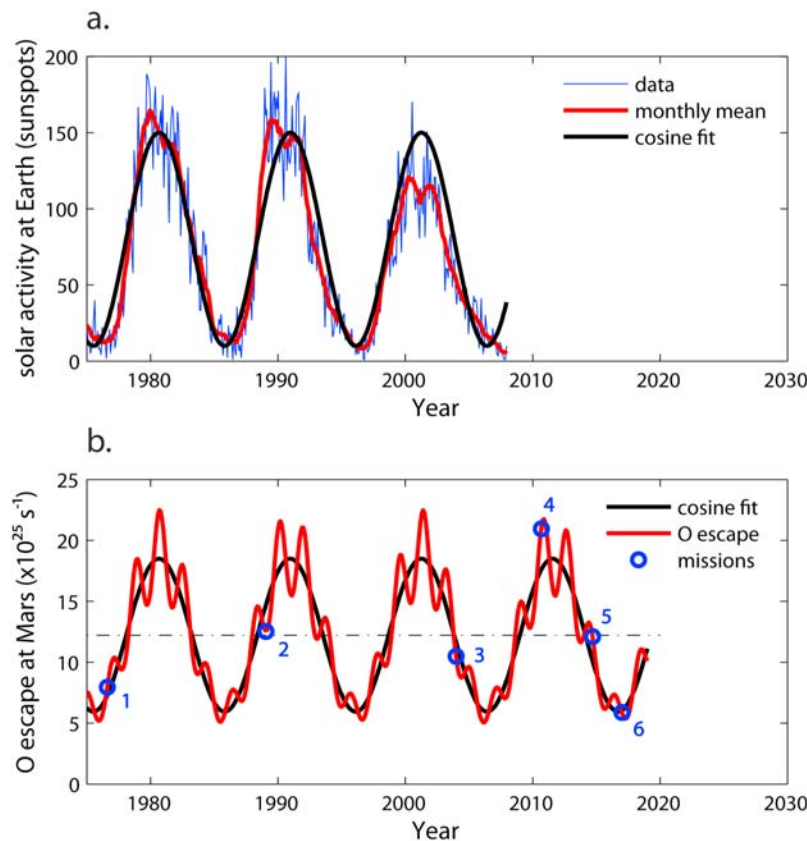 a.
solar activity at Earth (sunspots)
200
150
100
50
0
data
monthly mean
cosine fit
1980 1990 2000 2010 2020 2030
Year
b.
O escape at Mars (x10²⁵ s⁻¹)
25
20
15
10
5
0
cosine fit
O escape
missions
1
2
3
4
5
6
1980 1990 2000 2010 2020 2030
Year